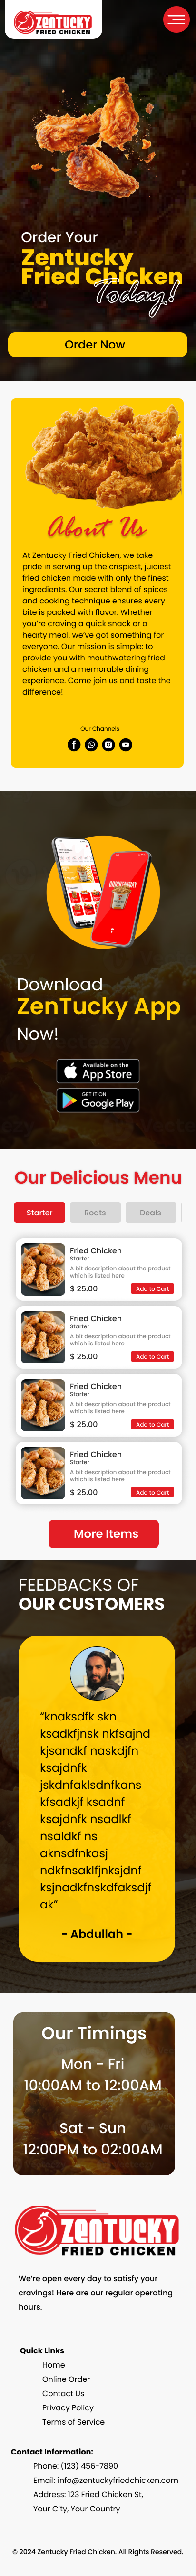 ZENTUCKY
FRIED CHICKEN
Order Your
Zentucky
Fried Chicken
Today!
Order Now
About Us
At Zentucky Fried Chicken, we take
pride in serving up the crispiest, juiciest
fried chicken made with only the finest
ingredients. Our secret blend of spices
and cooking technique ensures every
bite is packed with flavor. Whether
you're craving a quick snack or a
hearty meal, we've got something for
everyone. Our mission is simple: to
provide you with mouthwatering fried
chicken and a memorable dining
experience. Come join us and taste the
difference!
Our Channels
Download
ZenTucky App
Now!
Available on the
App Store
GET IT ON
Google Play
Our Delicious Menu
Starter Roats Deals
Fried Chicken
Starter
A bit description about the product
which is listed here
$ 25.00 Add to Cart
Fried Chicken
Starter
A bit description about the product
which is listed here
$ 25.00 Add to Cart
Fried Chicken
Starter
A bit description about the product
which is listed here
$ 25.00 Add to Cart
Fried Chicken
Starter
A bit description about the product
which is listed here
$ 25.00 Add to Cart
More Items
FEEDBACKS OF
OUR CUSTOMERS
“knaksdfk skn
ksadkfjnsk nkfsajnd
kjsandkf naskdjfn
ksajdnfk
jskdnfaklsdnfkans
kfsadkjf ksadnf
ksajdnfk nsadlkf
nsaldkf ns
aknsdfnkasj
ndkfnsaklfjnksjdnf
ksjnadkfnskdfaksdjf
ak”
- Abdullah -
Our Timings
Mon - Fri
10:00AM to 12:00AM
Sat - Sun
12:00PM to 02:00AM
ZENTUCKY
FRIED CHICKEN
We're open every day to satisfy your
cravings! Here are our regular operating
hours.
Quick Links
Home
Online Order
Contact Us
Privacy Policy
Terms of Service
Contact Information:
Phone: (123) 456-7890
Email: info@zentuckyfriedchicken.com
Address: 123 Fried Chicken St,
Your City, Your Country
© 2024 Zentucky Fried Chicken. All Rights Reserved.